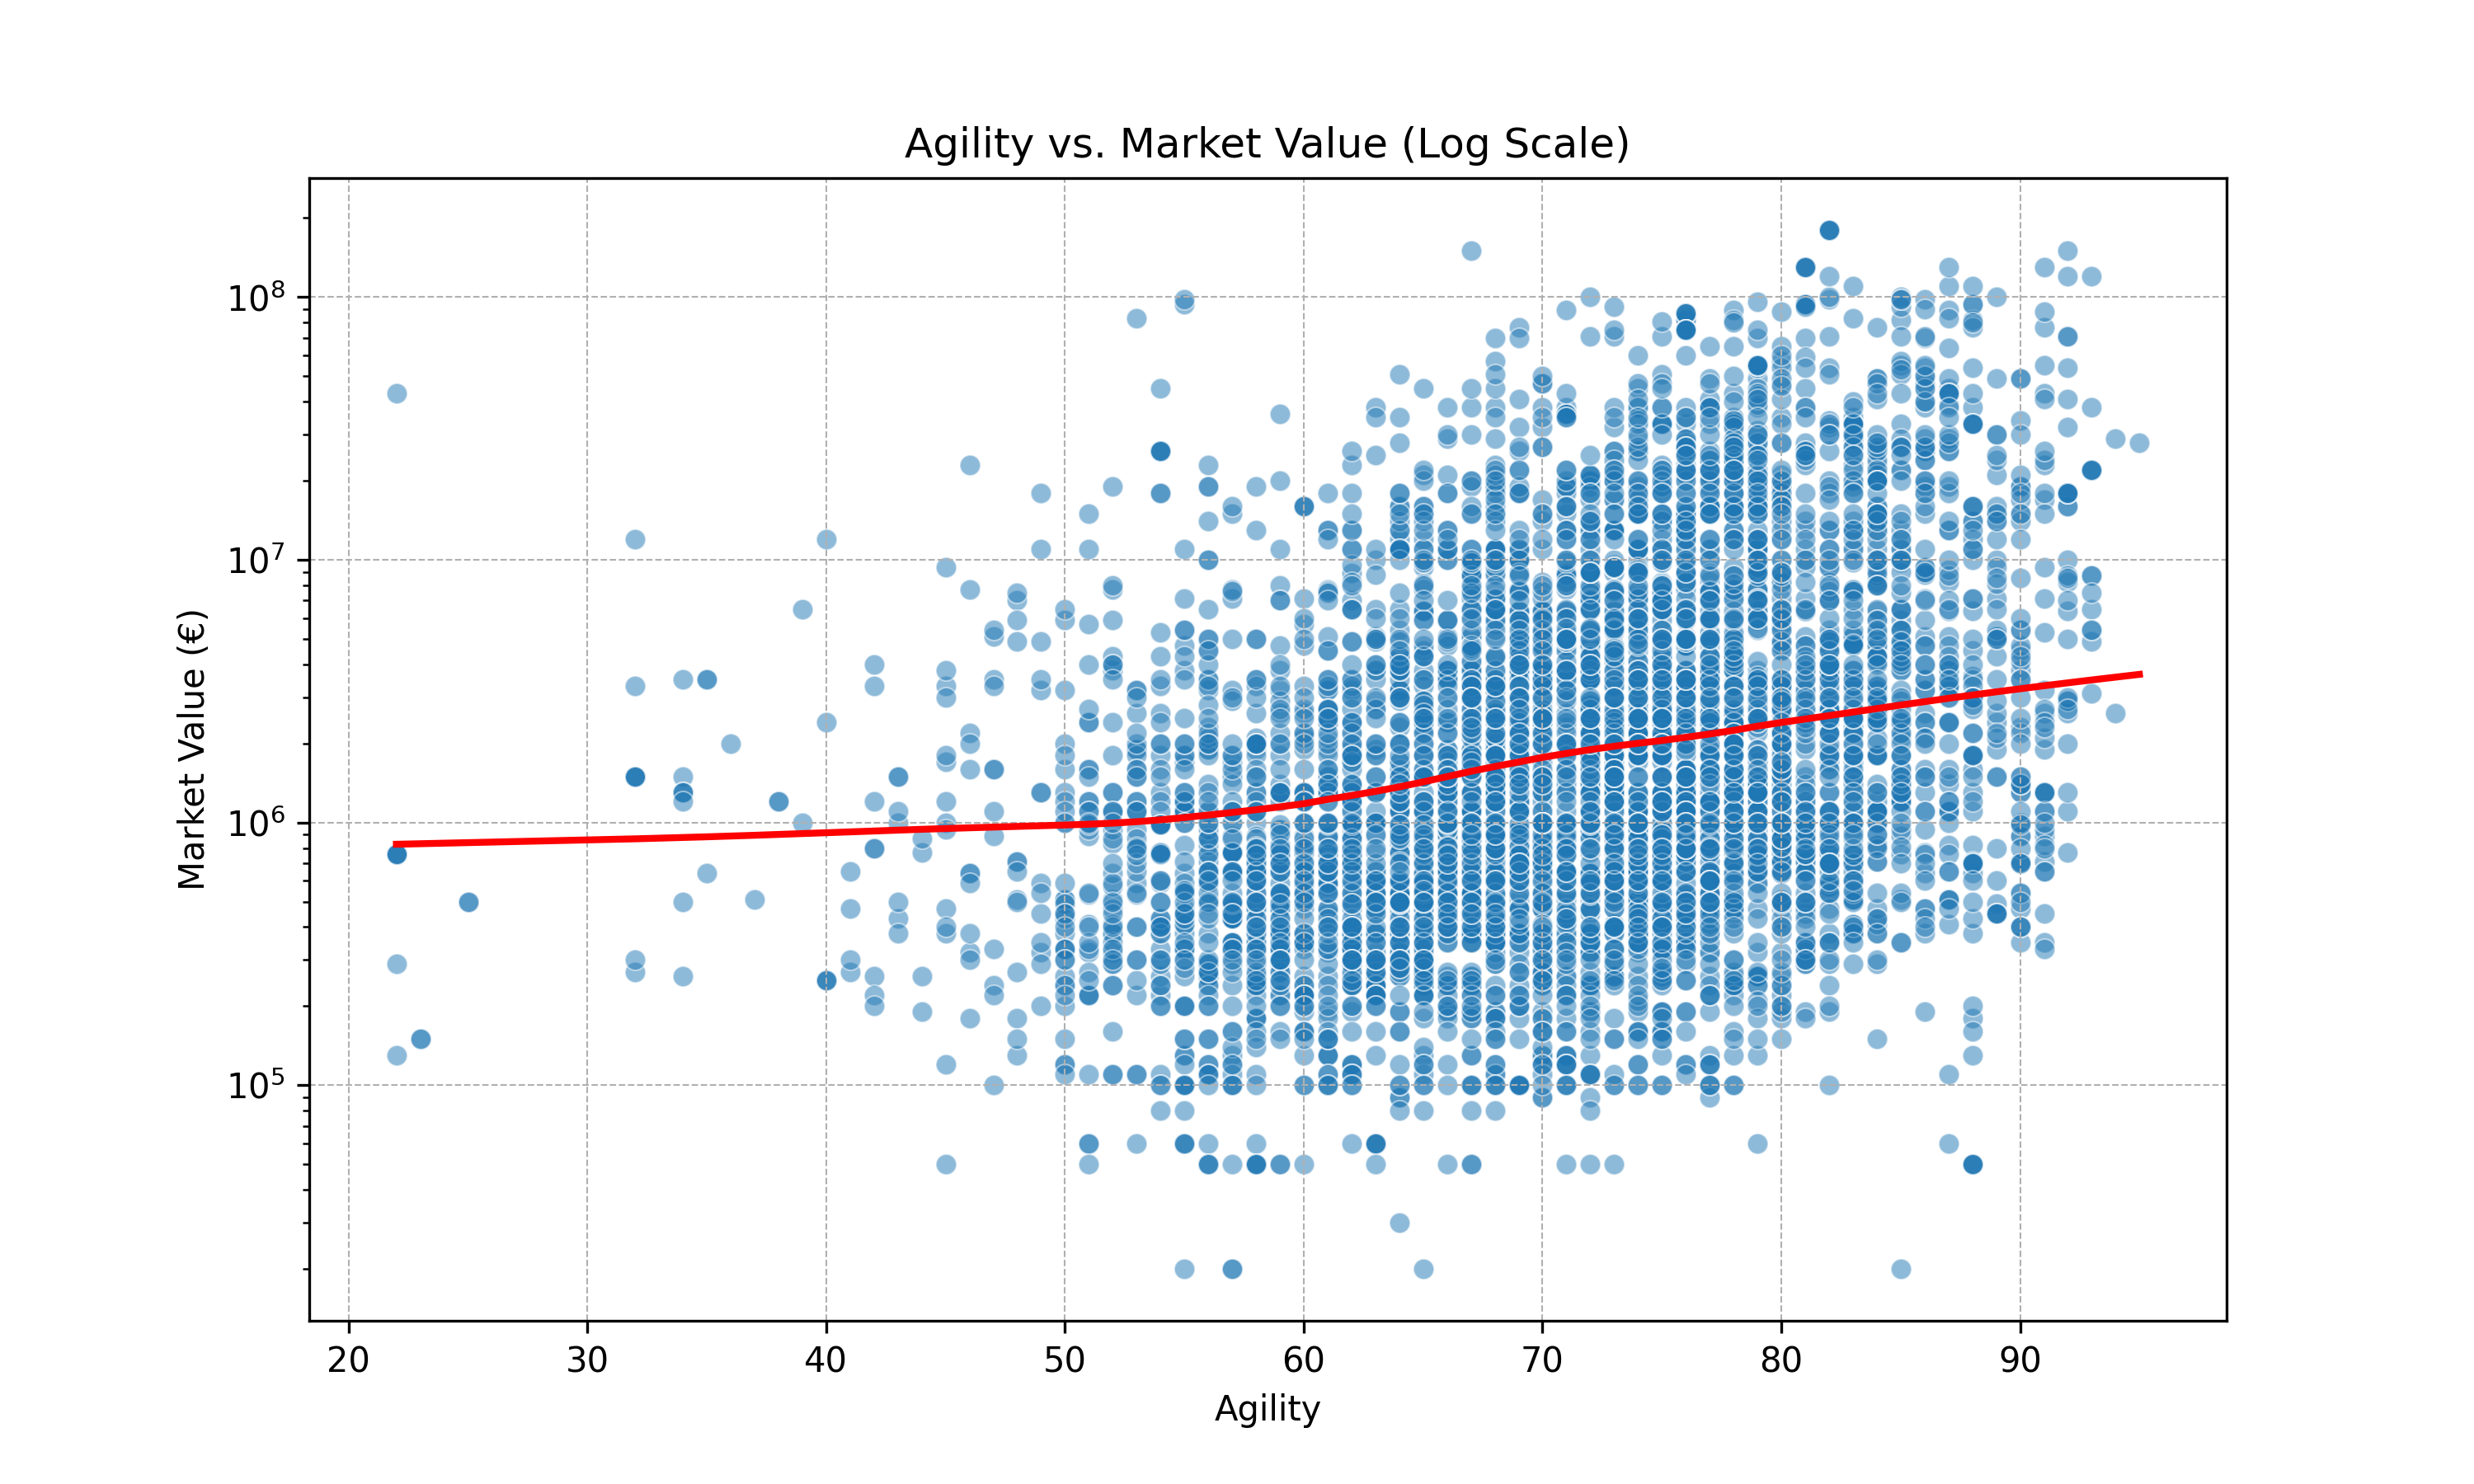 Agility vs. Market Value (Log Scale)
Market Value (€)
10⁸
10⁷
10⁶
10⁵
20 30 40 50 60 70 80 90
Agility